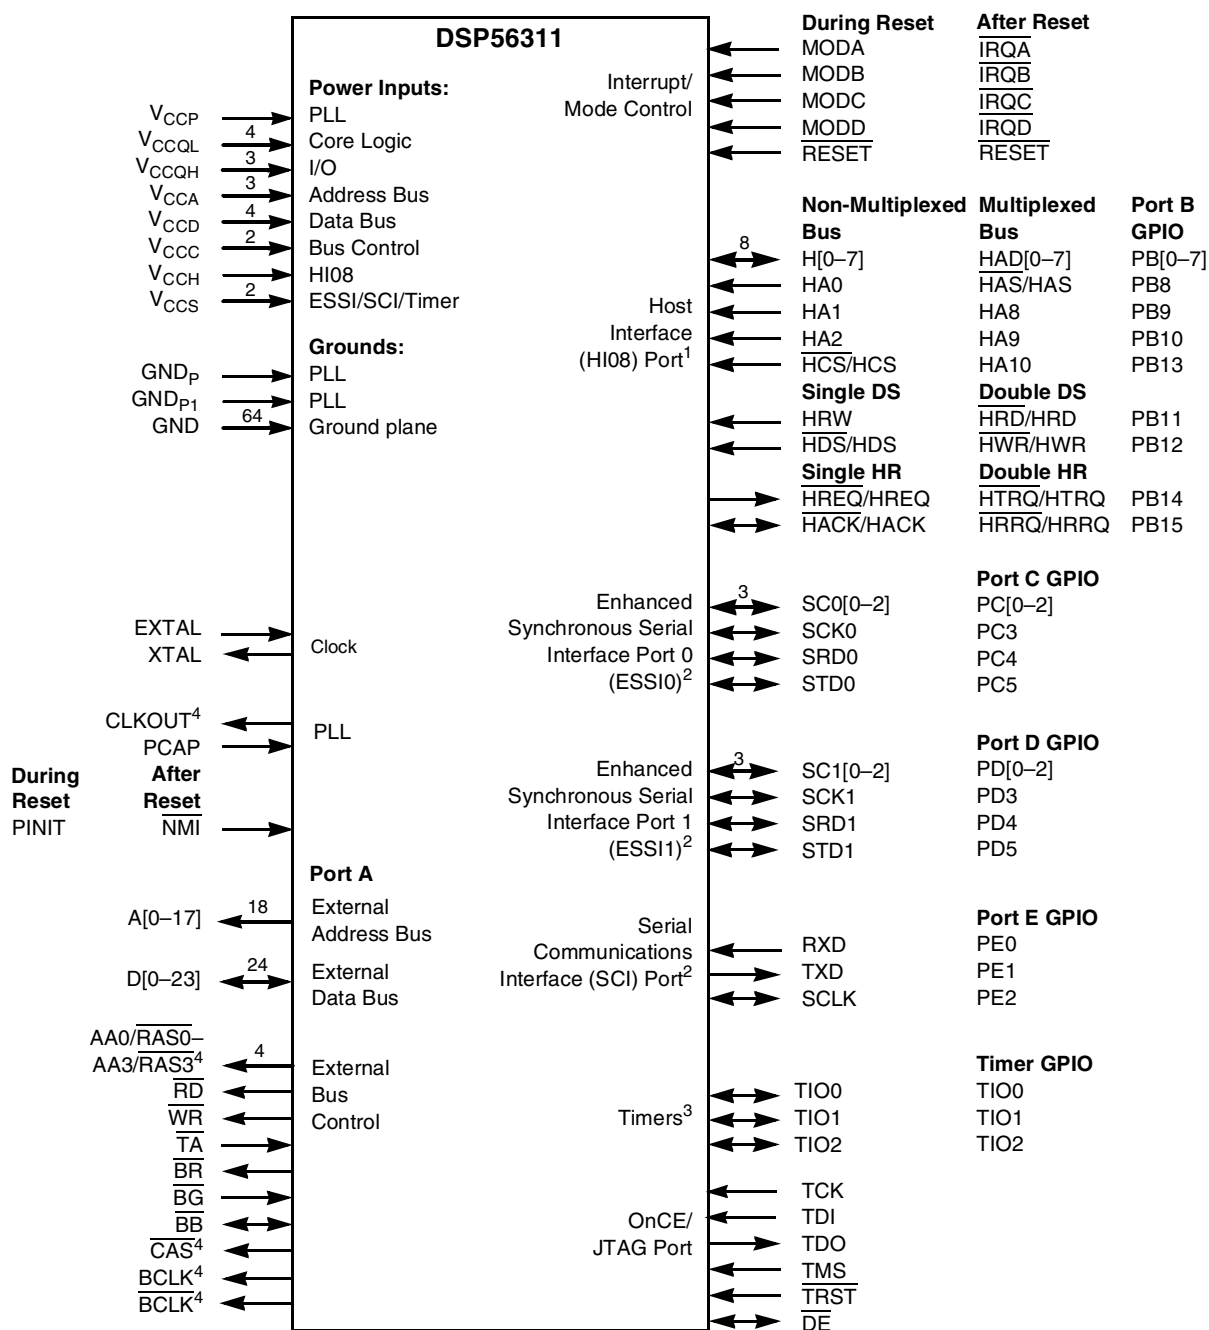 DSP56311
During Reset After Reset
MODA IRQA
MODB IRQB
MODC IRQC
MODD IRQD
RESET RESET
Interrupt/
Mode Control
Power Inputs:
VCCP PLL
VCCQL 4 Core Logic
VCCQH 3 I/O
VCCA 3 Address Bus
VCCD 4 Data Bus
VCCC 2 Bus Control
VCCH HI08
VCCS 2 ESSI/SCI/Timer
Grounds:
GNDP PLL
GNDP1 PLL
GND 64 Ground plane
Non-Multiplexed Multiplexed Port B
Bus Bus GPIO
8 H[0–7] HAD[0–7] PB[0–7]
HA0 HAS/HAS PB8
HA1 HA8 PB9
HA2 HA9 PB10
HCS/HCS HA10 PB13
Host
Interface
(HI08) Port1
Single DS Double DS
HRW HRD/HRD PB11
HDS/HDS HWR/HWR PB12
Single HR Double HR
HREQ/HREQ HTRQ/HTRQ PB14
HACK/HACK HRRQ/HRRQ PB15
EXTAL
XTAL
Clock
CLKOUT4
PCAP
PLL
During After
Reset Reset
PINIT NMI
Port C GPIO
Enhanced 3 SC0[0–2] PC[0–2]
Synchronous Serial SCK0 PC3
Interface Port 0 SRD0 PC4
(ESSI0)2 STD0 PC5
Port D GPIO
Enhanced 3 SC1[0–2] PD[0–2]
Synchronous Serial SCK1 PD3
Interface Port 1 SRD1 PD4
(ESSI1)2 STD1 PD5
Port A
A[0–17] 18 External
Address Bus
D[0–23] 24 External
Data Bus
AA0/RAS0–
AA3/RAS34 4 External
RD Bus
WR Control
TA
BR
BG
BB
CAS4
BCLK4
BCLK4
Port E GPIO
Serial
Communications RXD PE0
Interface (SCI) Port2 TXD PE1
SCLK PE2
Timer GPIO
TIO0 TIO0
Timers3 TIO1 TIO1
TIO2 TIO2
TCK
OnCE/ TDI
JTAG Port TDO
TMS
TRST
DE